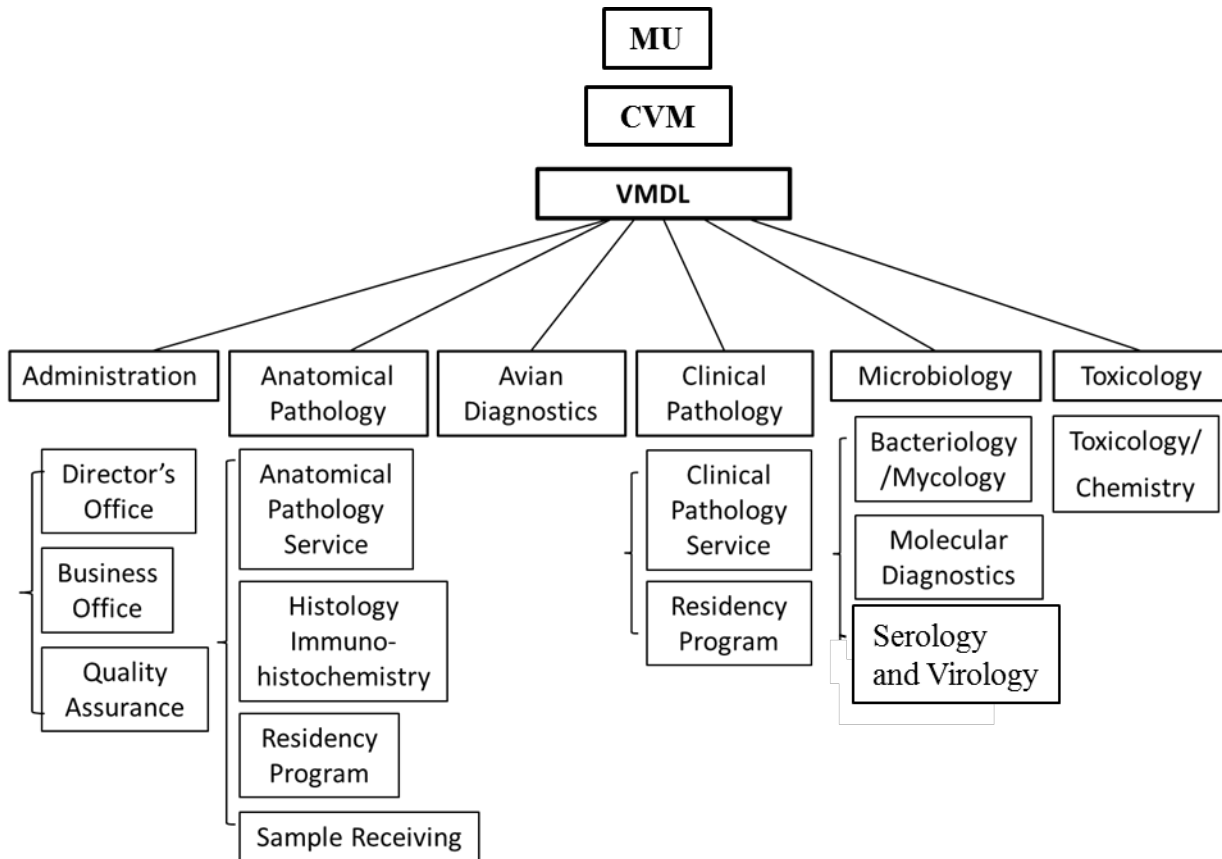 MU
CVM
VMDL
Administration
Anatomical
Pathology
Avian
Diagnostics
Clinical
Pathology
Microbiology
Toxicology
Director's
Office
Business
Office
Quality
Assurance
Anatomical
Pathology
Service
Histology
Immuno-
histochemistry
Residency
Program
Sample Receiving
Clinical
Pathology
Service
Residency
Program
Bacteriology
/Mycology
Molecular
Diagnostics
Serology
and Virology
Toxicology/
Chemistry